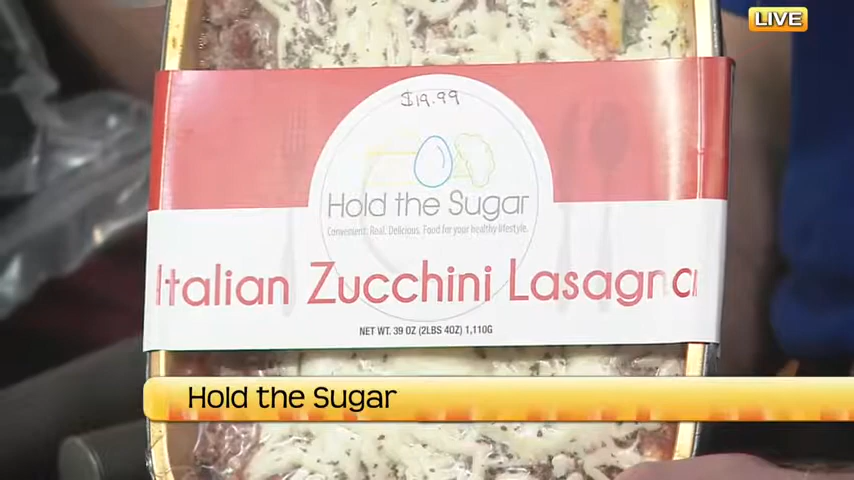 LIVE
$19.99
Hold the Sugar
Convenient. Real. Delicious. Food for your healthy lifestyle.
Italian Zucchini Lasagna
NET WT. 39 OZ (2LBS 4OZ) 1,110G
Hold the Sugar